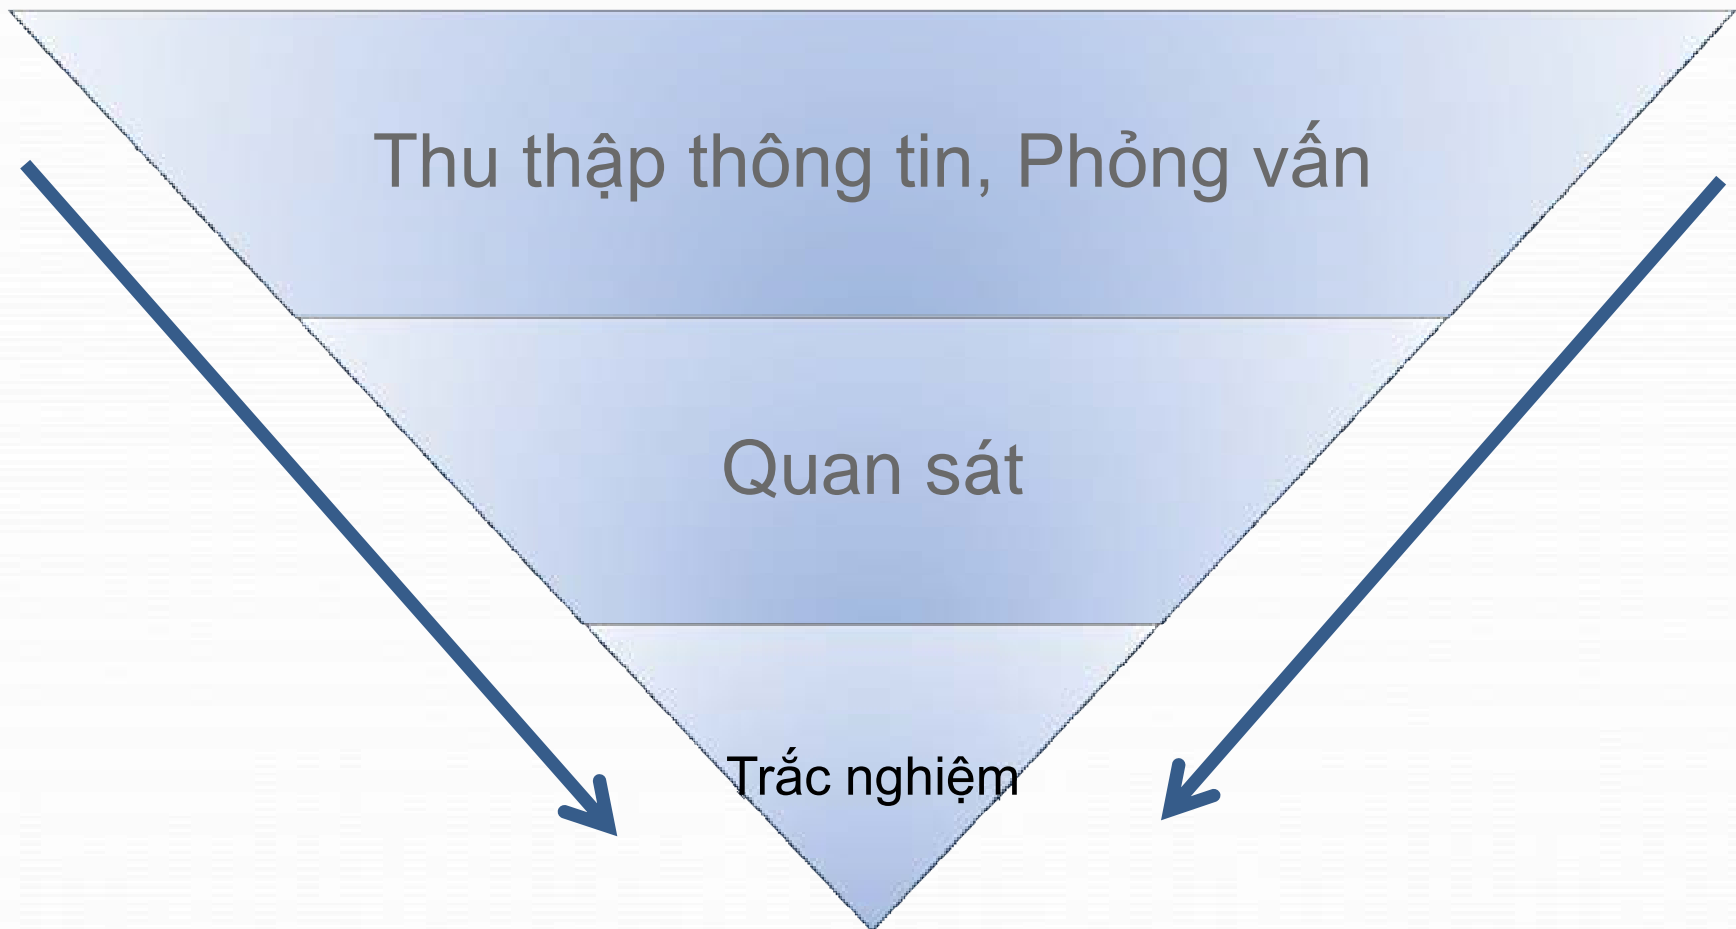 Thu thập thông tin, Phỏng vấn
Quan sát
Trắc nghiệm